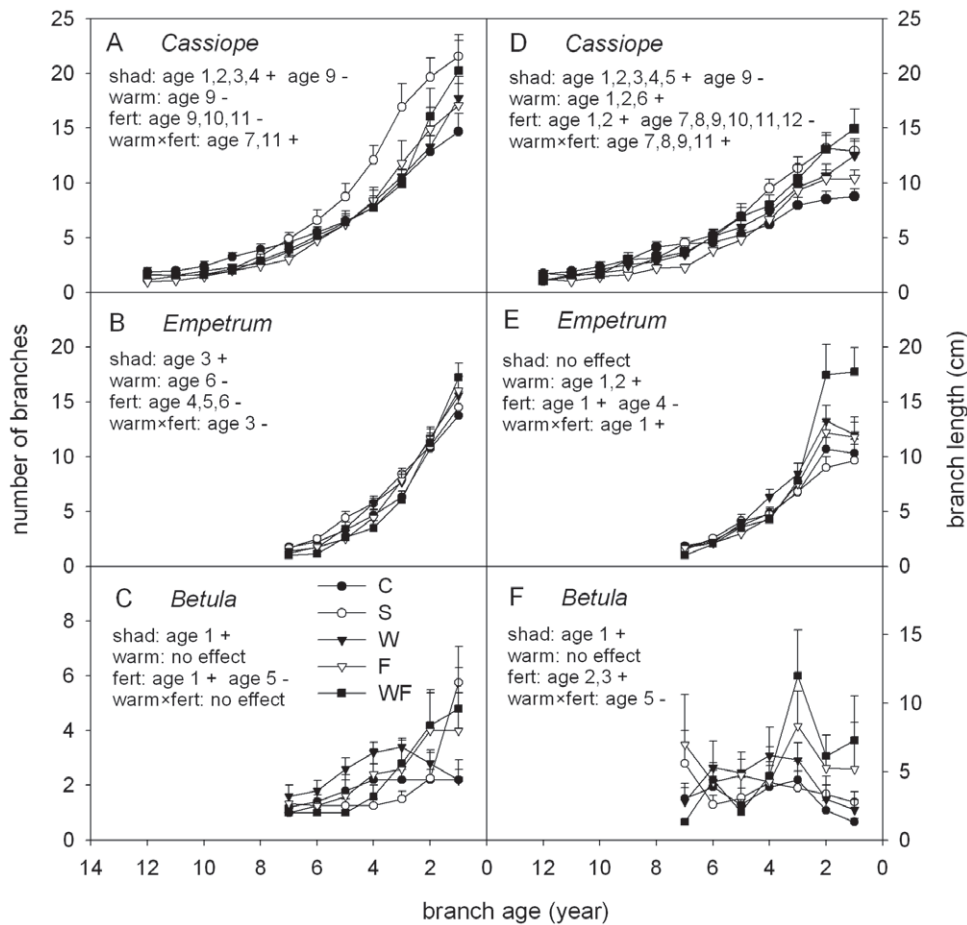 A Cassiope
shad: age 1,2,3,4 + age 9 -
warm: age 9 -
fert: age 9,10,11 -
warm×fert: age 7,11 +
D Cassiope
shad: age 1,2,3,4,5 + age 9 -
warm: age 1,2,6 +
fert: age 1,2 + age 7,8,9,10,11,12 -
warm×fert: age 7,8,9,11 +
25
20
15
10
5
0
25
20
15
10
5
0
B Empetrum
shad: age 3 +
warm: age 6 -
fert: age 4,5,6 -
warm×fert: age 3 -
E Empetrum
shad: no effect
warm: age 1,2 +
fert: age 1 + age 4 -
warm×fert: age 1 +
20
15
10
5
0
20
15
10
5
0
number of branches
branch length (cm)
C Betula
shad: age 1 +
warm: no effect
fert: age 1 + age 5 -
warm×fert: no effect
C
S
W
F
WF
F Betula
shad: age 1 +
warm: no effect
fert: age 2,3 +
warm×fert: age 5 -
8
6
4
2
0
15
10
5
0
14 12 10 8 6 4 2 0 12 10 8 6 4 2 0
branch age (year)